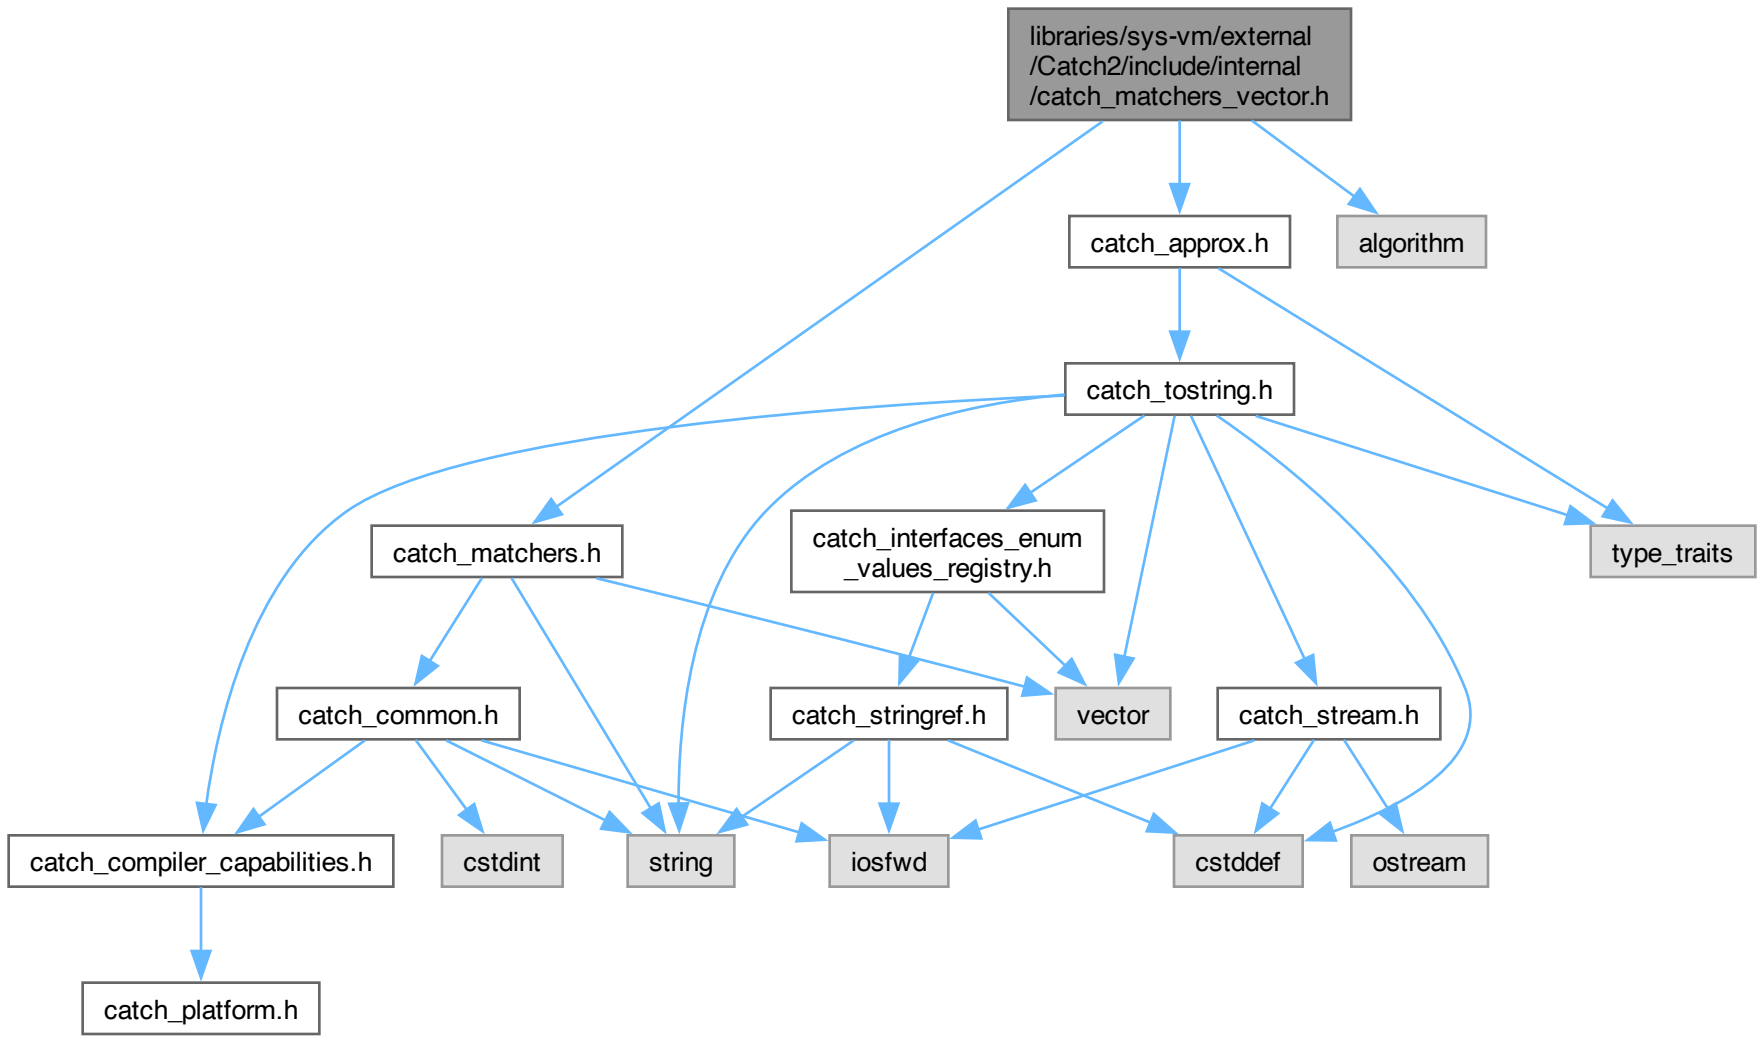 libraries/sys-vm/external
/Catch2/include/internal
/catch_matchers_vector.h
catch_approx.h
algorithm
catch_tostring.h
catch_matchers.h
catch_interfaces_enum
_values_registry.h
type_traits
catch_common.h
catch_stringref.h
vector
catch_stream.h
catch_compiler_capabilities.h
cstdint
string
iosfwd
cstddef
ostream
catch_platform.h